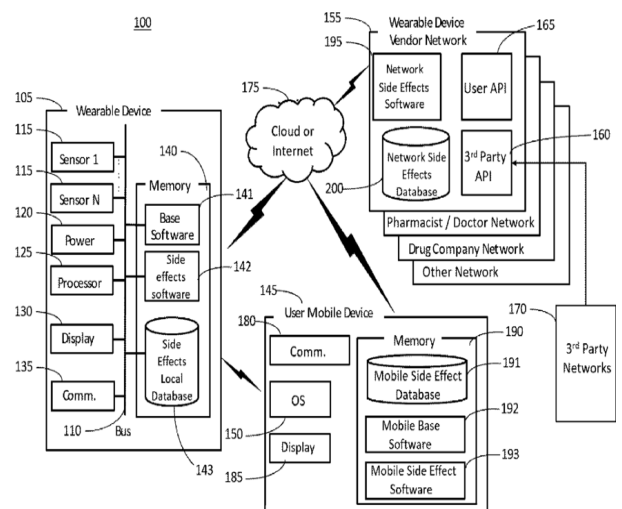 100
105
Wearable Device
115
Sensor 1
115
Sensor N
120
Power
125
Processor
130
Display
135
Comm.
110
Bus
140
Memory
141
Base
Software
142
Side
effects
software
Side
Effects
Local
Database
143
175
Cloud or
Internet
155
Wearable Device
Vendor Network
195
Network
Side Effects
Software
165
User API
200
Network Side
Effects
Database
160
3rd Party
API
Pharmacist / Doctor Network
Drug Company Network
Other Network
170
3rd Party
Networks
145
User Mobile Device
180
Comm.
OS
150
Display
185
190
Memory
Mobile Side Effect
Database
191
192
Mobile Base
Software
193
Mobile Side Effect
Software